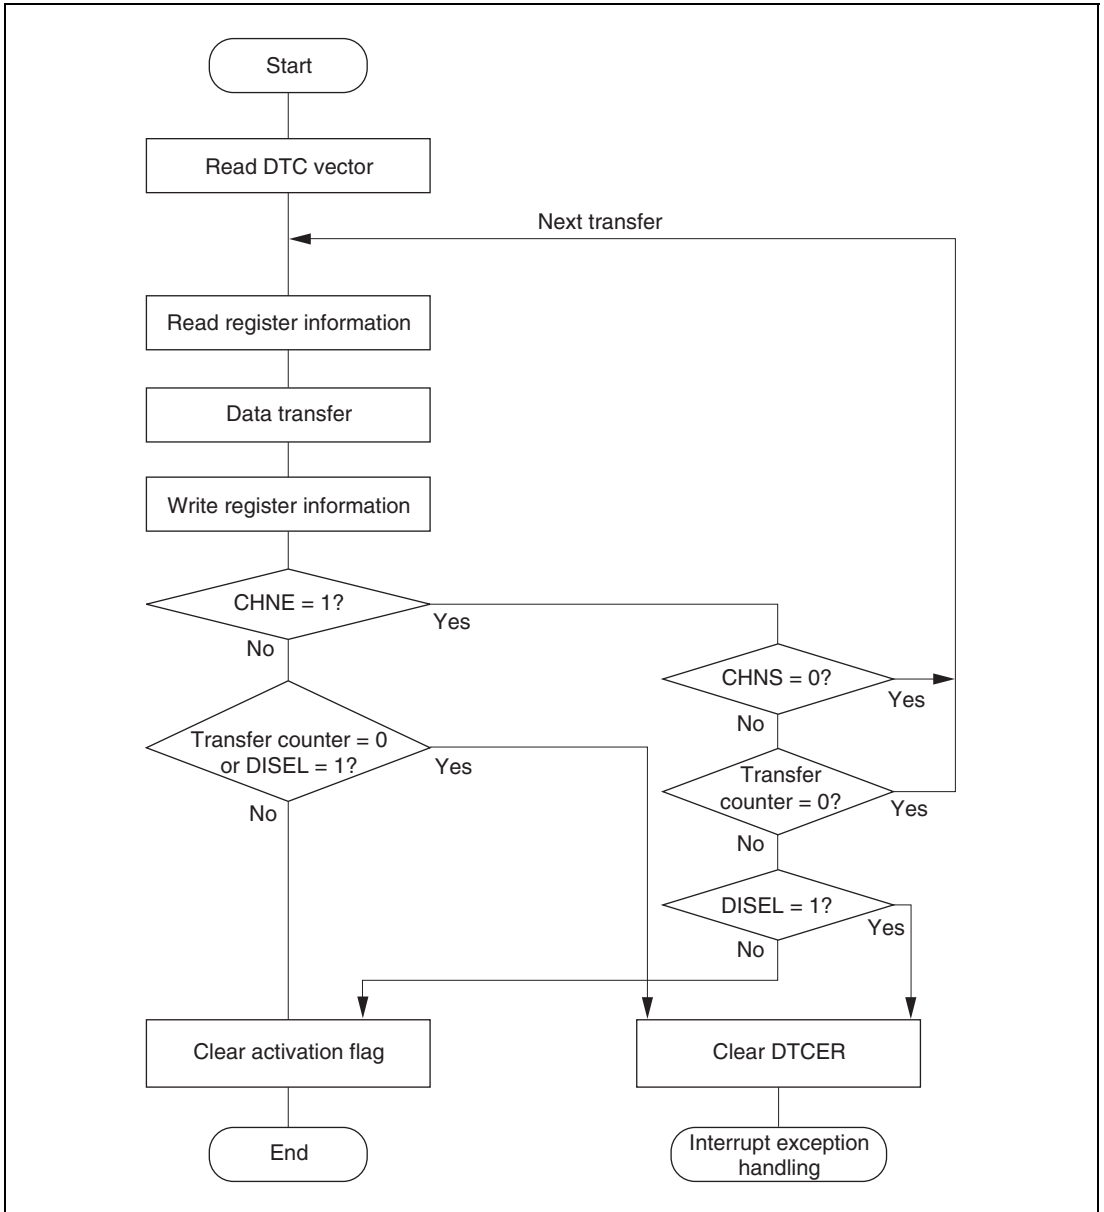 Start
Read DTC vector
Next transfer
Read register information
Data transfer
Write register information
CHNE = 1?
Yes
No
CHNS = 0?
Yes
No
Transfer counter = 0
or DISEL = 1?
Yes
No
Transfer
counter = 0?
Yes
No
DISEL = 1?
Yes
No
Clear activation flag
Clear DTCER
End
Interrupt exception
handling